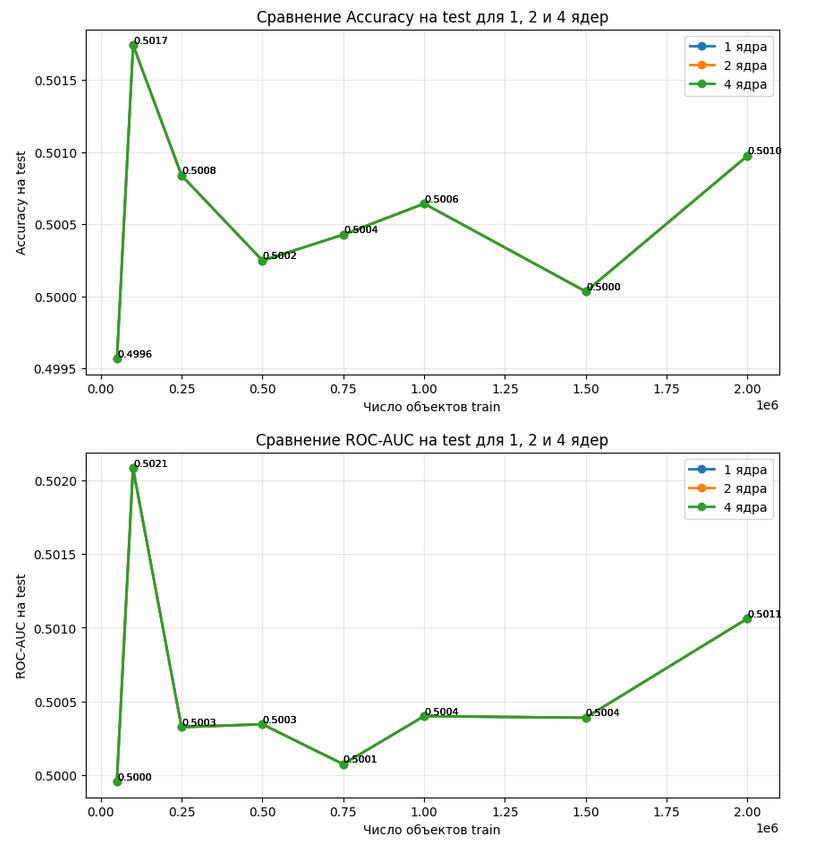 Сравнение Accuracy на test для 1, 2 и 4 ядер
0.5017
1 ядра
2 ядра
4 ядра
0.5015
0.5010
0.5010
0.5008
0.5006
0.5005
0.5004
0.5002
0.5000
0.5000
0.4996
0.4995
Accuracy на test
0.00 0.25 0.50 0.75 1.00 1.25 1.50 1.75 2.00
Число объектов train
1e6
Сравнение ROC-AUC на test для 1, 2 и 4 ядер
0.5021
1 ядра
2 ядра
4 ядра
0.5020
0.5015
0.5010
0.5011
0.5005
0.5003
0.5003
0.5001
0.5004
0.5004
0.5000
0.5000
ROC-AUC на test
0.00 0.25 0.50 0.75 1.00 1.25 1.50 1.75 2.00
Число объектов train
1e6